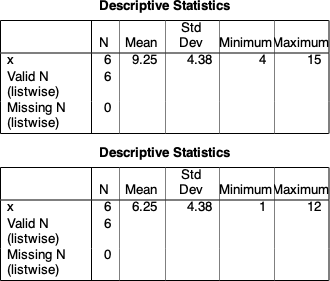 Descriptive Statistics
N Mean Std Dev Minimum Maximum
x 6 9.25 4.38 4 15
Valid N (listwise) 6
Missing N (listwise) 0
Descriptive Statistics
N Mean Std Dev Minimum Maximum
x 6 6.25 4.38 1 12
Valid N (listwise) 6
Missing N (listwise) 0